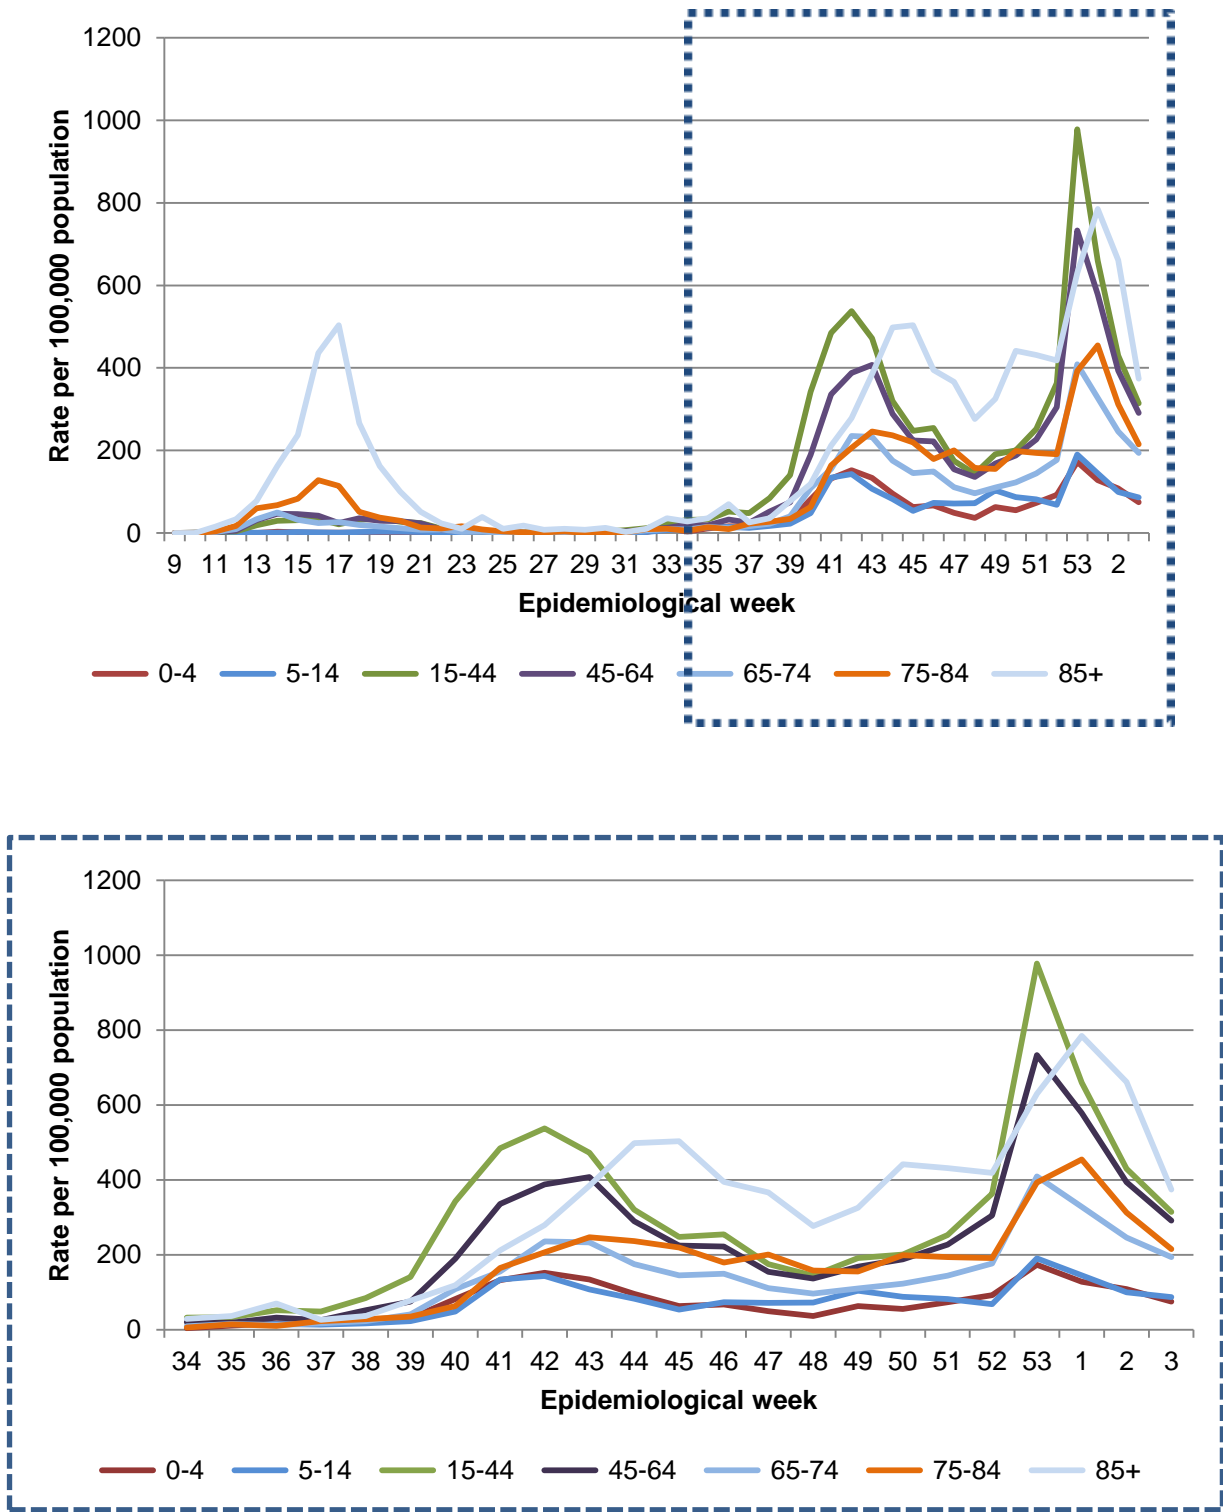 1200
1000
800
600
400
200
0
Rate per 100,000 population
9 11 13 15 17 19 21 23 25 27 29 31 33 35 37 39 41 43 45 47 49 51 53 2
Epidemiological week
0-4 5-14 15-44 45-64 65-74 75-84 85+
1200
1000
800
600
400
200
0
Rate per 100,000 population
34 35 36 37 38 39 40 41 42 43 44 45 46 47 48 49 50 51 52 53 1 2 3
Epidemiological week
0-4 5-14 15-44 45-64 65-74 75-84 85+